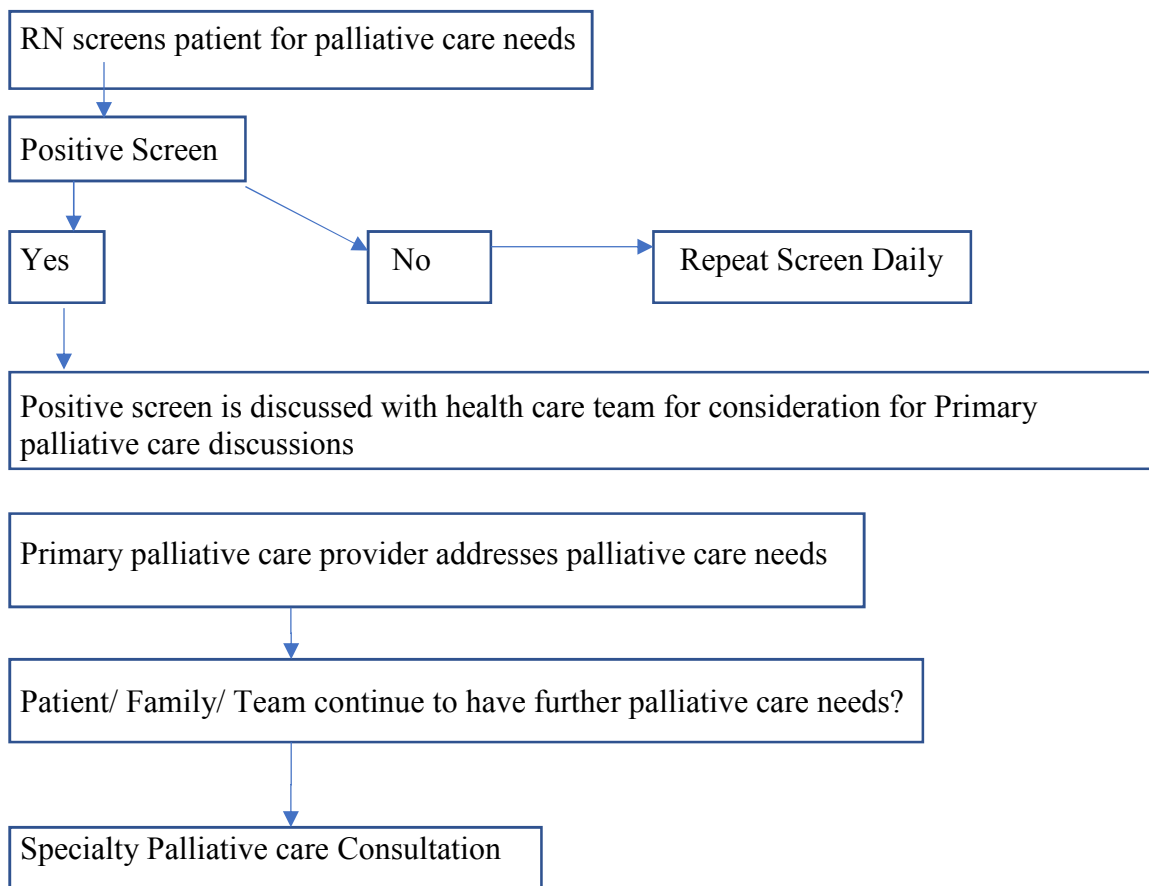 RN screens patient for palliative care needs
Positive Screen
Yes
No
Repeat Screen Daily
Positive screen is discussed with health care team for consideration for Primary
palliative care discussions
Primary palliative care provider addresses palliative care needs
Patient/ Family/ Team continue to have further palliative care needs?
Specialty Palliative care Consultation